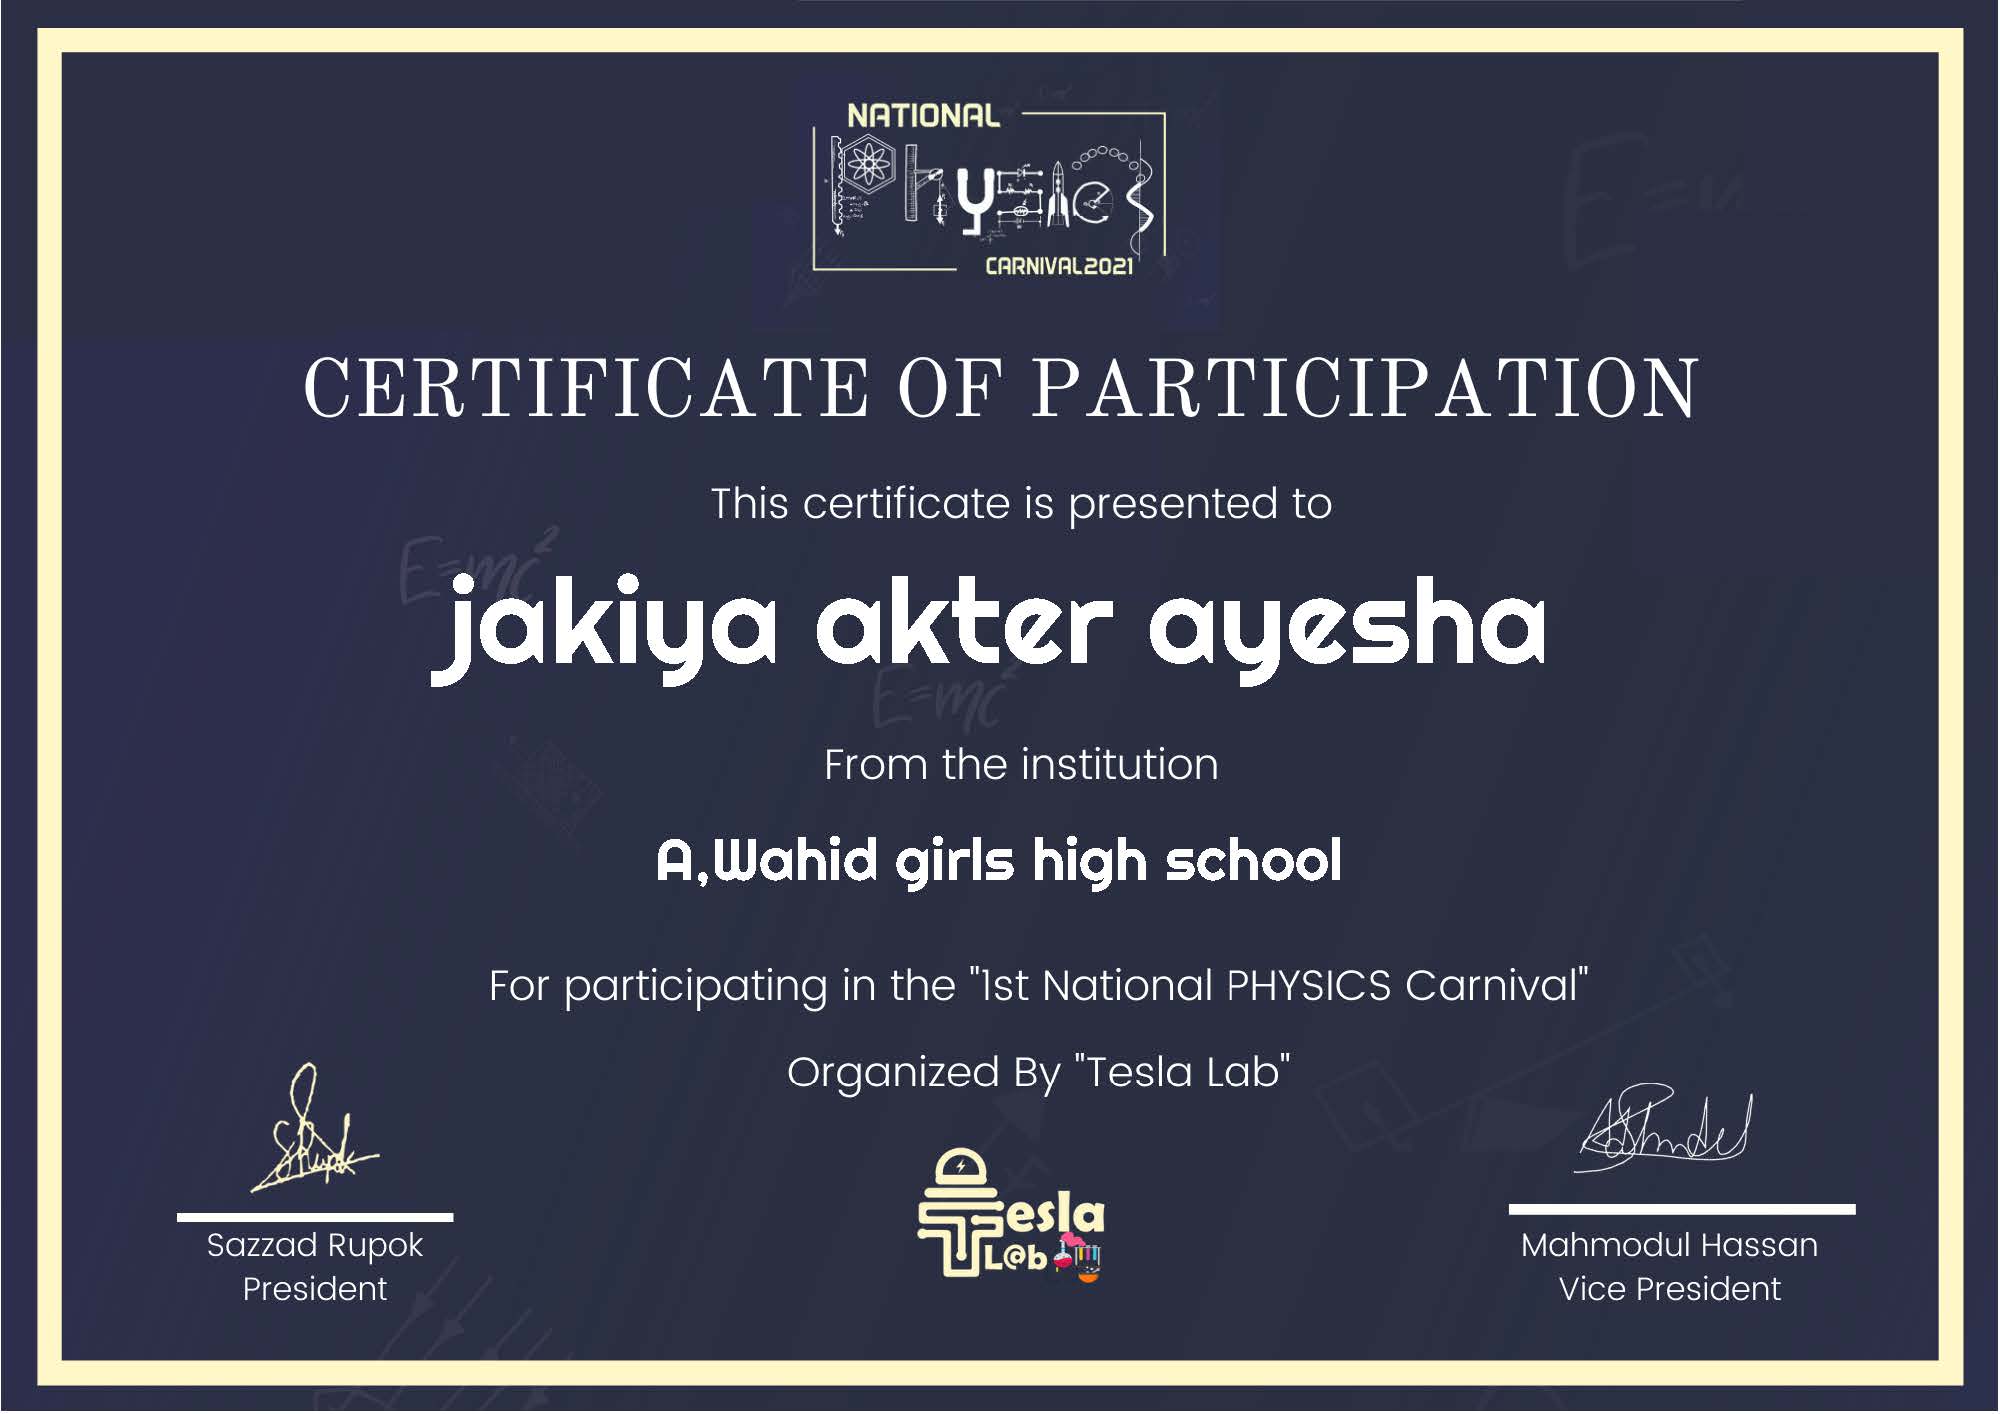 NATIONAL
Physics
CARNIVAL2021
CERTIFICATE OF PARTICIPATION
This certificate is presented to
E=mc²
jakiya akter ayesha
E=mc²
From the institution
A,Wahid girls high school
For participating in the "1st National PHYSICS Carnival"
Organized By "Tesla Lab"
Tesla
L@b
Sazzad Rupok
President
Mahmodul Hassan
Vice President